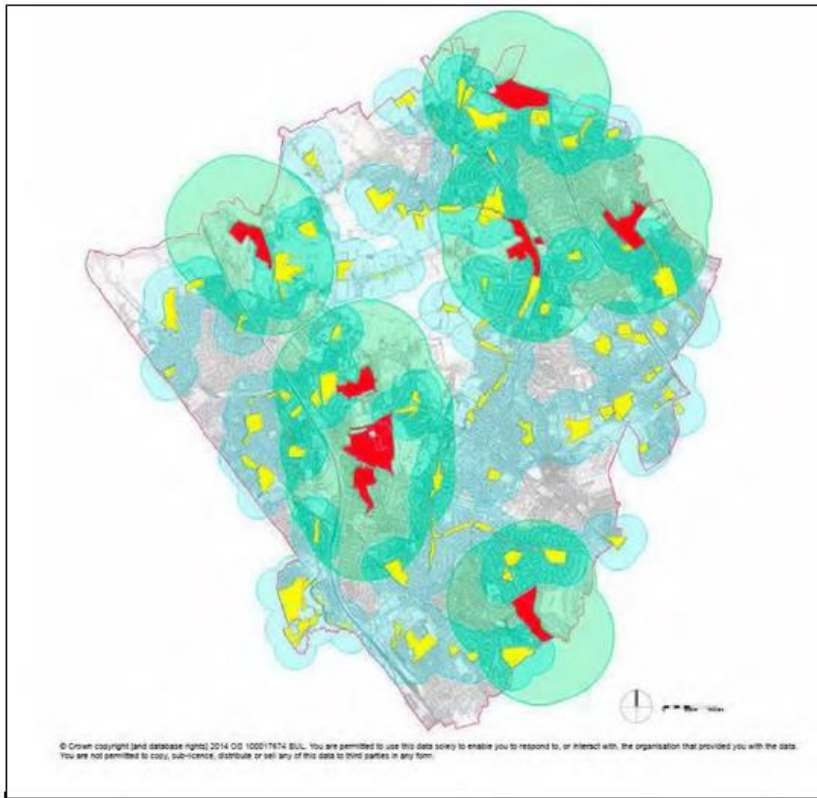 © Crown copyright [and database rights] 2014 OS 100017674 EUL. You are permitted to use this data solely to enable you to respond to, or interact with, the organisation that provided you with the data.
You are not permitted to copy, sub-licence, distribute or sell any of this data to third parties in any form.